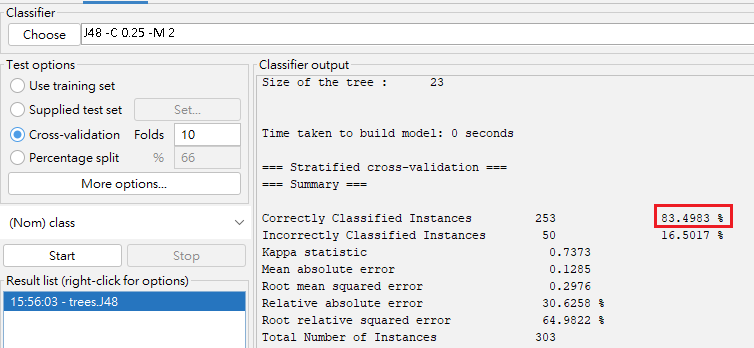 Classifier
Choose J48 -C 0.25 -M 2
Test options
Use training set
Supplied test set Set...
Cross-validation Folds 10
Percentage split % 66
More options...
(Nom) class
Start Stop
Result list (right-click for options)
15:56:03 - trees.J48
Classifier output
Size of the tree : 23
Time taken to build model: 0 seconds
=== Stratified cross-validation ===
=== Summary ===
Correctly Classified Instances 253 83.4983 %
Incorrectly Classified Instances 50 16.5017 %
Kappa statistic 0.7373
Mean absolute error 0.1285
Root mean squared error 0.2976
Relative absolute error 30.6258 %
Root relative squared error 64.9822 %
Total Number of Instances 303